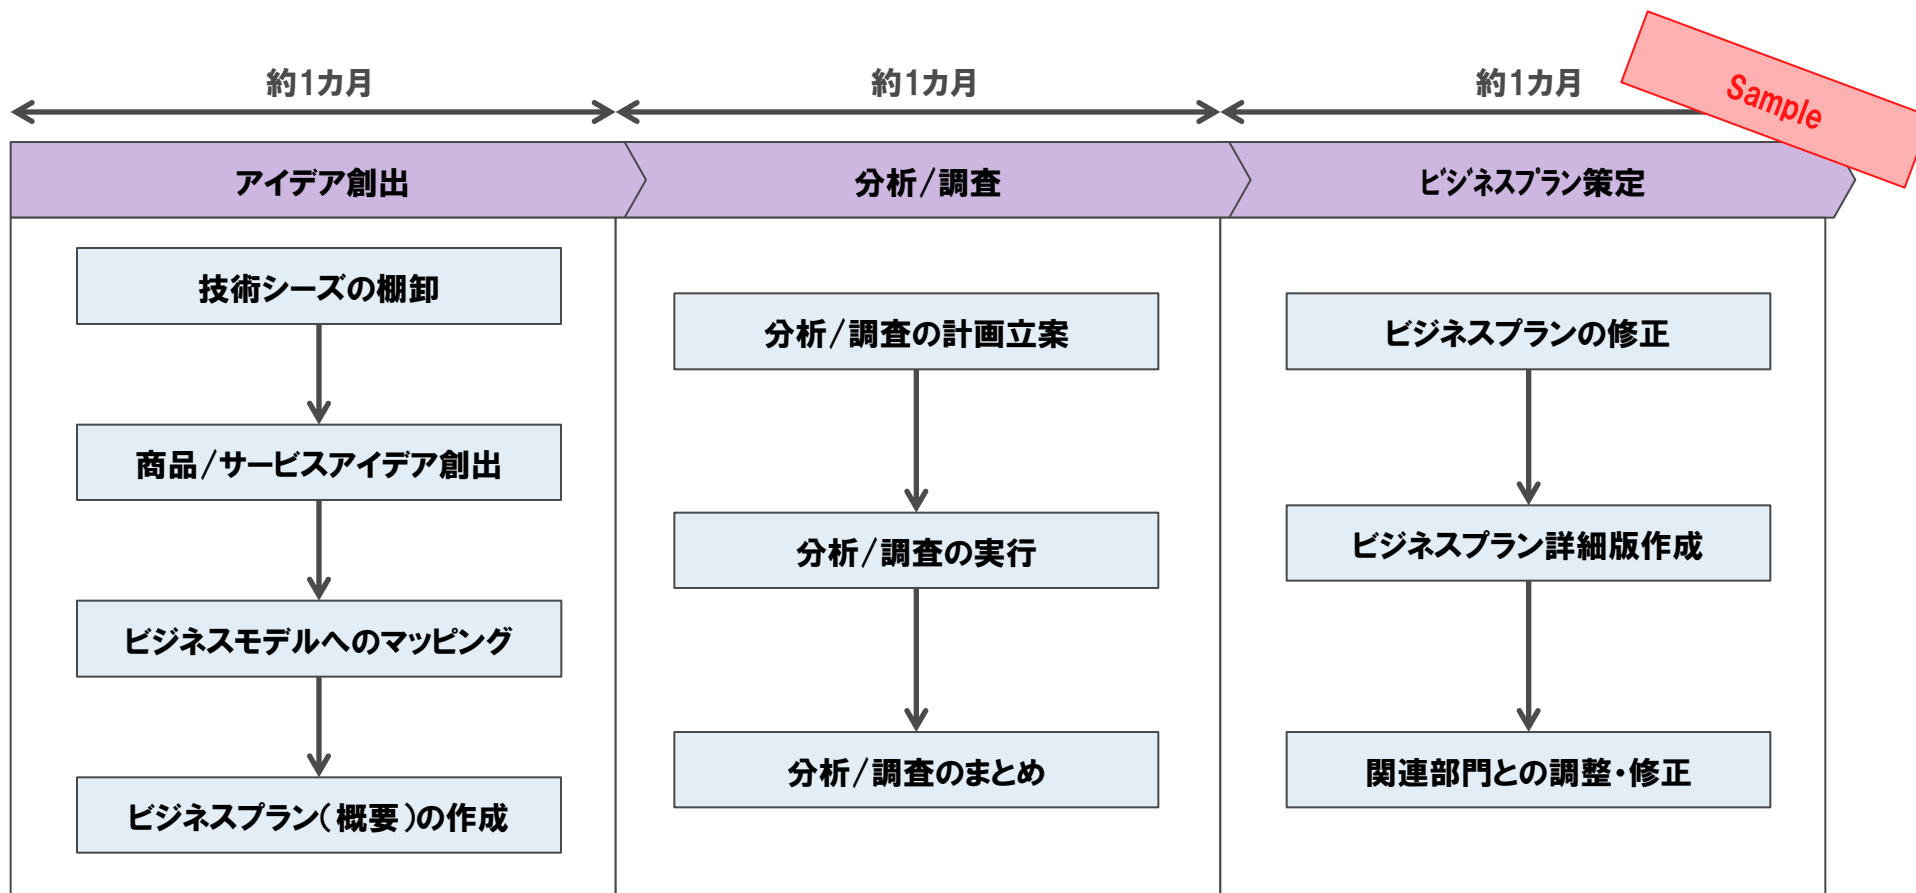 約1カ月
約1カ月
約1カ月
Sample
アイデア創出
分析/調査
ビジネスプラン策定
技術シーズの棚卸
商品/サービスアイデア創出
ビジネスモデルへのマッピング
ビジネスプラン(概要)の作成
分析/調査の計画立案
分析/調査の実行
分析/調査のまとめ
ビジネスプランの修正
ビジネスプラン詳細版作成
関連部門との調整・修正